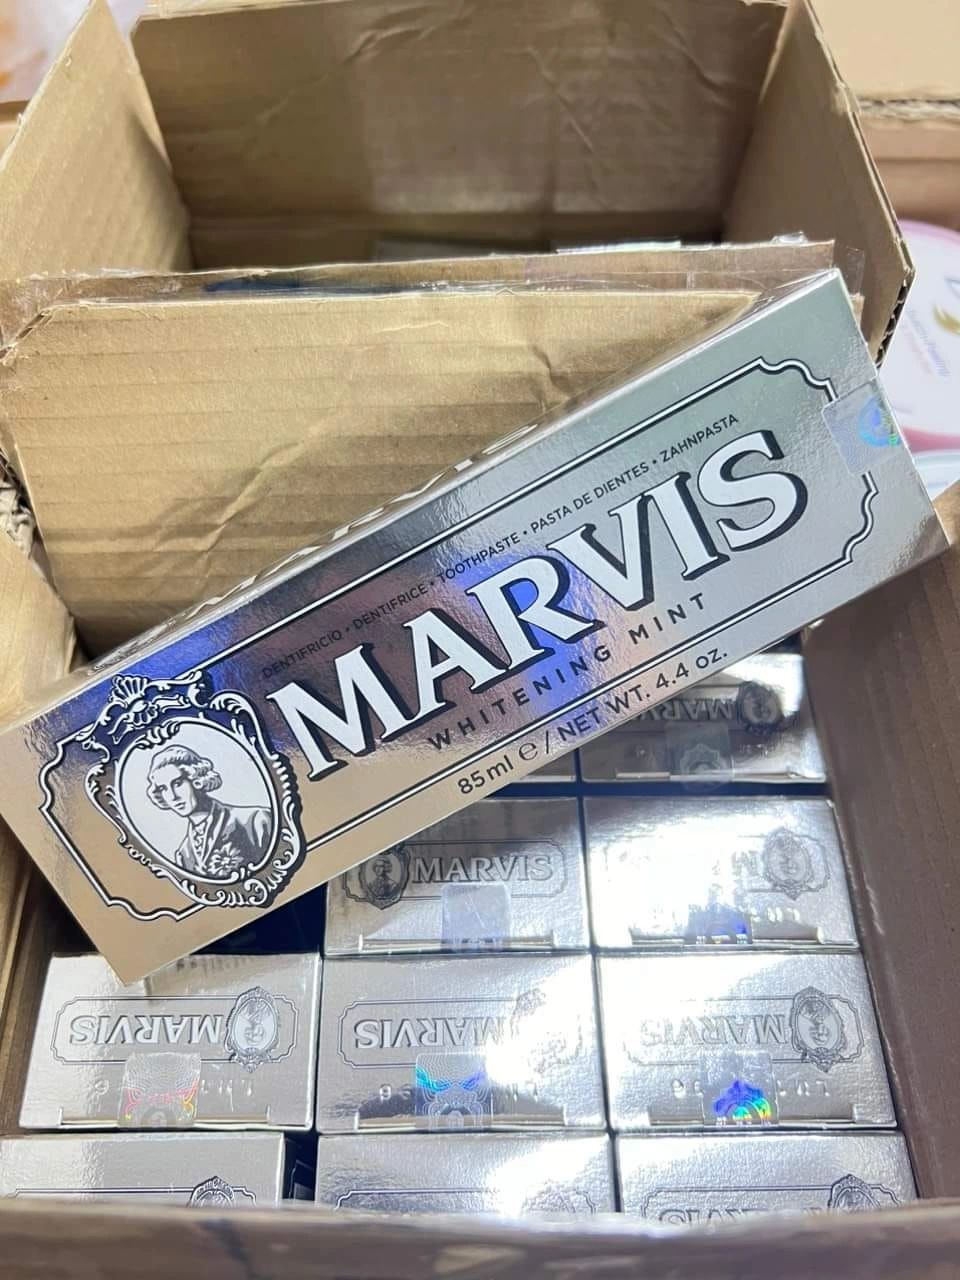 DENTIFRICIO • DENTIFRICE • TOOTHPASTE • PASTA DE DIENTES • ZAHNPASTA
MARVIS
WHITENING MINT
85 ml e / NET WT. 4.4 OZ.
MARVIS
MARVIS
MARVIS
MARVIS
MARVIS